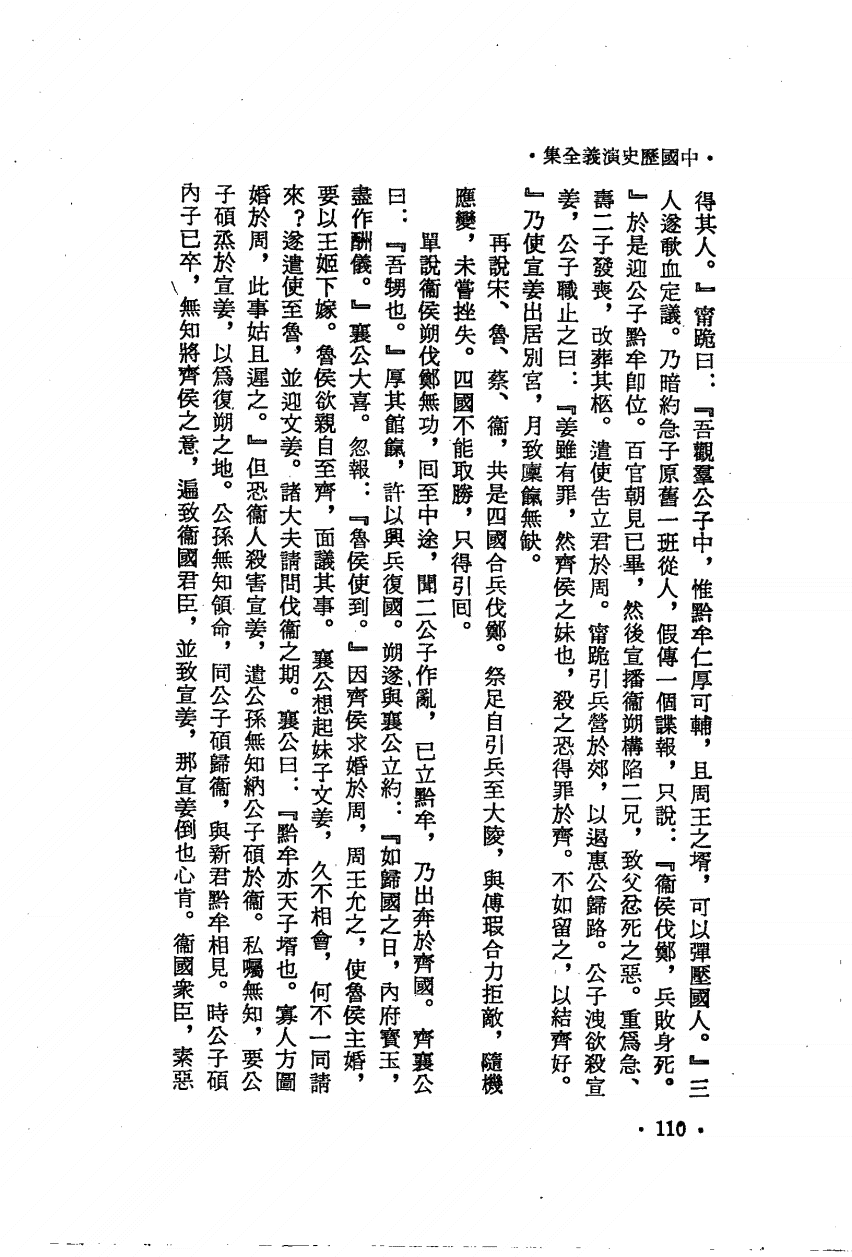 ·中國歷史演義全集·
得其人。』甯跪曰：『吾觀羣公子中，惟黔牟仁厚可輔，且周王之壻，可以彈壓國人。』三
人遂歃血定議。乃暗約急子原舊一班從人，假傳一個諜報，只說：『衞侯伐鄭，兵敗身死。
』於是迎公子黔牟卽位。百官朝見已畢，然後宣播衞朔構陷二兄，致父忿死之惡。重爲急、
壽二子發喪，改葬其柩。遣使告立君於周。甯跪引兵營於郊，以遏惠公歸路。公子洩欲殺宣
姜，公子職止之曰：『姜雖有罪，然齊侯之妹也，殺之恐得罪於齊。不如留之，以結齊好。
』乃使宣姜出居別宮，月致廩餼無缺。
再說宋、魯、蔡、衞，共是四國合兵伐鄭。祭足自引兵至大陵，與傅瑕合力拒敵，隨機
應變，未嘗挫失。四國不能取勝，只得引回。
單說衞侯朔伐鄭無功，回至中途，聞二公子作亂，已立黔牟，乃出奔於齊國。齊襄公
曰：『吾甥也。』厚其館餼，許以興兵復國。朔遂與襄公立約：『如歸國之日，內府寶玉，
盡作酬儀。』襄公大喜。忽報：『魯侯使到。』因齊侯求婚於周，周王允之，使魯侯主婚，
要以王姬下嫁。魯侯欲親自至齊，面議其事。襄公想起妹子文姜，久不相會，何不一同請
來？遂遣使至魯，並迎文姜。諸大夫請問伐衞之期。襄公曰：『黔牟亦天子壻也。寡人方圖
婚於周，此事姑且遲之。』但恐衞人殺害宣姜，遣公孫無知納公子碩於衞。私囑無知，要公
子碩烝於宣姜，以爲復朔之地。公孫無知領命，同公子碩歸衞，與新君黔牟相見。時公子碩
內子已卒，無知將齊侯之意，遍致衞國君臣，並致宣姜，那宣姜倒也心肯。衞國衆臣，素惡
·110·